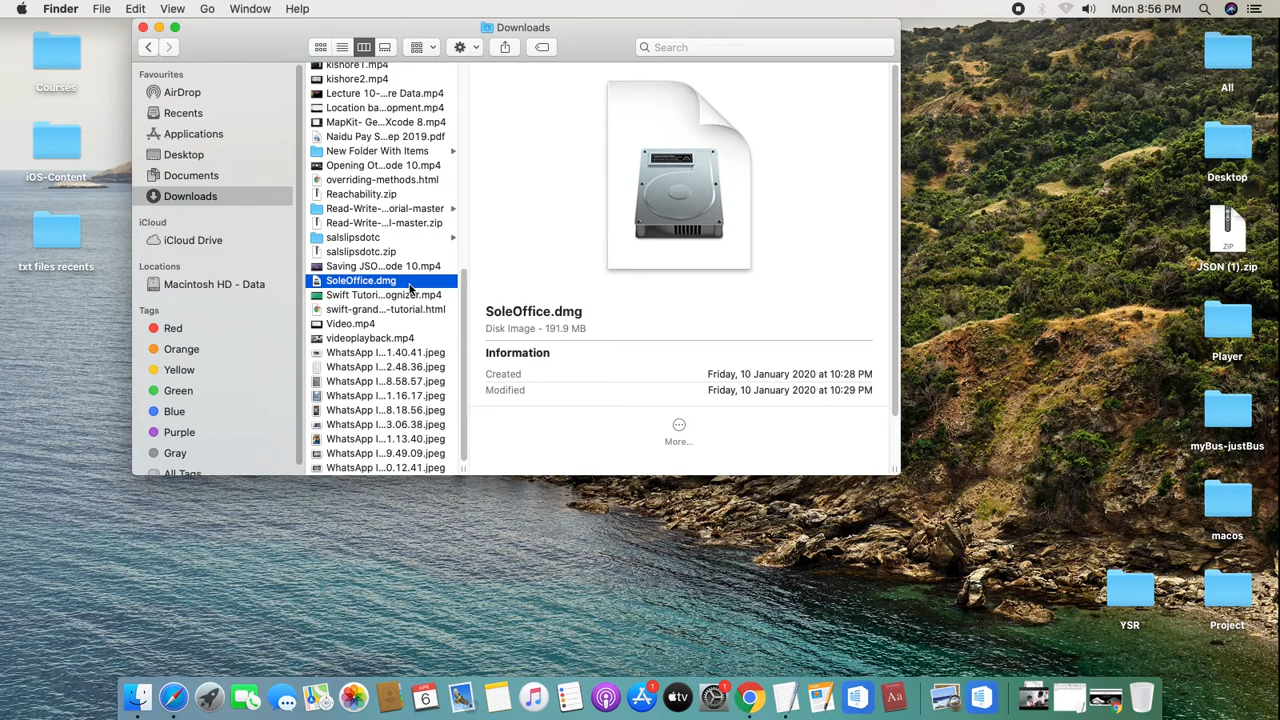 Finder File Edit View Go Window Help Mon 8:56 PM
Downloads
Search
Favourites
AirDrop
Recents
Applications
Desktop
Documents
Downloads
iCloud
iCloud Drive
Locations
Macintosh HD - Data
Tags
Red
Orange
Yellow
Green
Blue
Purple
Gray
All Tags
kishore1.mp4
kishore2.mp4
Lecture 10-...re Data.mp4
Location ba...opment.mp4
MapKit- Ge...Xcode 8.mp4
Naidu Pay S...ep 2019.pdf
New Folder With Items
Opening Ot...ode 10.mp4
overriding-methods.html
Reachability.zip
Read-Write-...orial-master
Read-Write-...l-master.zip
salslipsdotc
salslipsdotc.zip
Saving JSO...ode 10.mp4
SoleOffice.dmg
Swift Tutori...ognizer.mp4
swift-grand...-tutorial.html
Video.mp4
videoplayback.mp4
WhatsApp I...1.40.41.jpeg
WhatsApp I...2.48.36.jpeg
WhatsApp I...8.58.57.jpeg
WhatsApp I...1.16.17.jpeg
WhatsApp I...8.18.56.jpeg
WhatsApp I...3.06.38.jpeg
WhatsApp I...1.13.40.jpeg
WhatsApp I...9.49.09.jpeg
WhatsApp I...0.12.41.jpeg
SoleOffice.dmg
Disk Image - 191.9 MB
Information
Created Friday, 10 January 2020 at 10:28 PM
Modified Friday, 10 January 2020 at 10:29 PM
More...
Courses
iOS-Content
txt files recents
All
Desktop
ZIP
JSON (1).zip
Player
myBus-justBus
macos
YSR
Project
6
1
tv
1
Aa